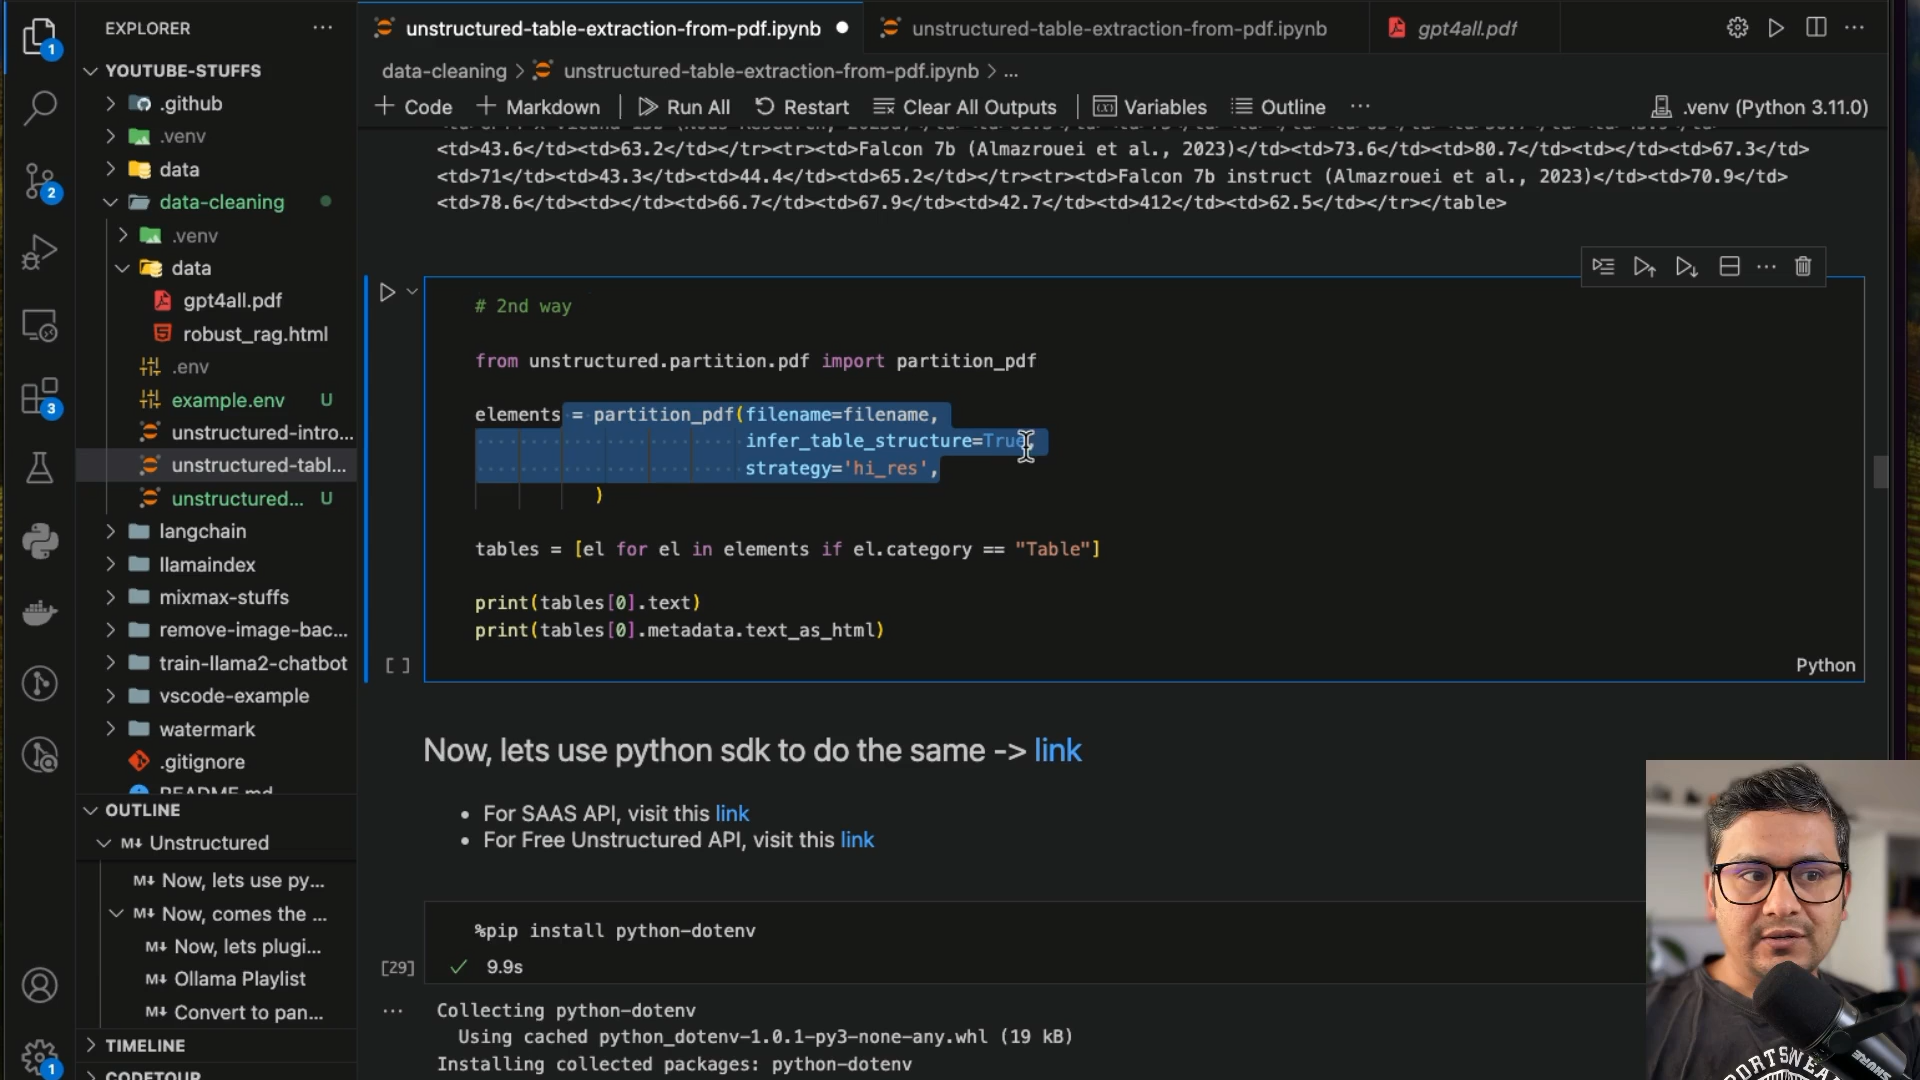 EXPLORER
YOUTUBE-STUFFS
.github
.venv
data
data-cleaning
.venv
data
gpt4all.pdf
robust_rag.html
.env
example.env U
unstructured-intro...
unstructured-tabl...
unstructured... U
langchain
llamaindex
mixmax-stuffs
remove-image-bac...
train-llama2-chatbot
vscode-example
watermark
.gitignore
README.md
OUTLINE
M↓ Unstructured
M↓ Now, lets use py...
M↓ Now, comes the ...
M↓ Now, lets plugi...
M↓ Ollama Playlist
M↓ Convert to pan...
TIMELINE
CODETOUR
1
2
3
1
unstructured-table-extraction-from-pdf.ipynb
unstructured-table-extraction-from-pdf.ipynb
gpt4all.pdf
data-cleaning > unstructured-table-extraction-from-pdf.ipynb > ...
+ Code + Markdown Run All Restart Clear All Outputs Variables Outline ... .venv (Python 3.11.0)
<td>43.6</td><td>63.2</td></tr><tr><td>Falcon 7b (Almazrouei et al., 2023)</td><td>73.6</td><td>80.7</td><td></td><td>67.3</td>
<td>71</td><td>43.3</td><td>44.4</td><td>65.2</td></tr><tr><td>Falcon 7b instruct (Almazrouei et al., 2023)</td><td>70.9</td>
<td>78.6</td><td></td><td>66.7</td><td>67.9</td><td>42.7</td><td>412</td><td>62.5</td></tr></table>
# 2nd way
from unstructured.partition.pdf import partition_pdf
elements = partition_pdf(filename=filename,
infer_table_structure=True,
strategy='hi_res',
)
tables = [el for el in elements if el.category == "Table"]
print(tables[0].text)
print(tables[0].metadata.text_as_html)
[ ]
Python
Now, lets use python sdk to do the same -> link
• For SAAS API, visit this link
• For Free Unstructured API, visit this link
%pip install python-dotenv
[29] 9.9s
... Collecting python-dotenv
Using cached python_dotenv-1.0.1-py3-none-any.whl (19 kB)
Installing collected packages: python-dotenv